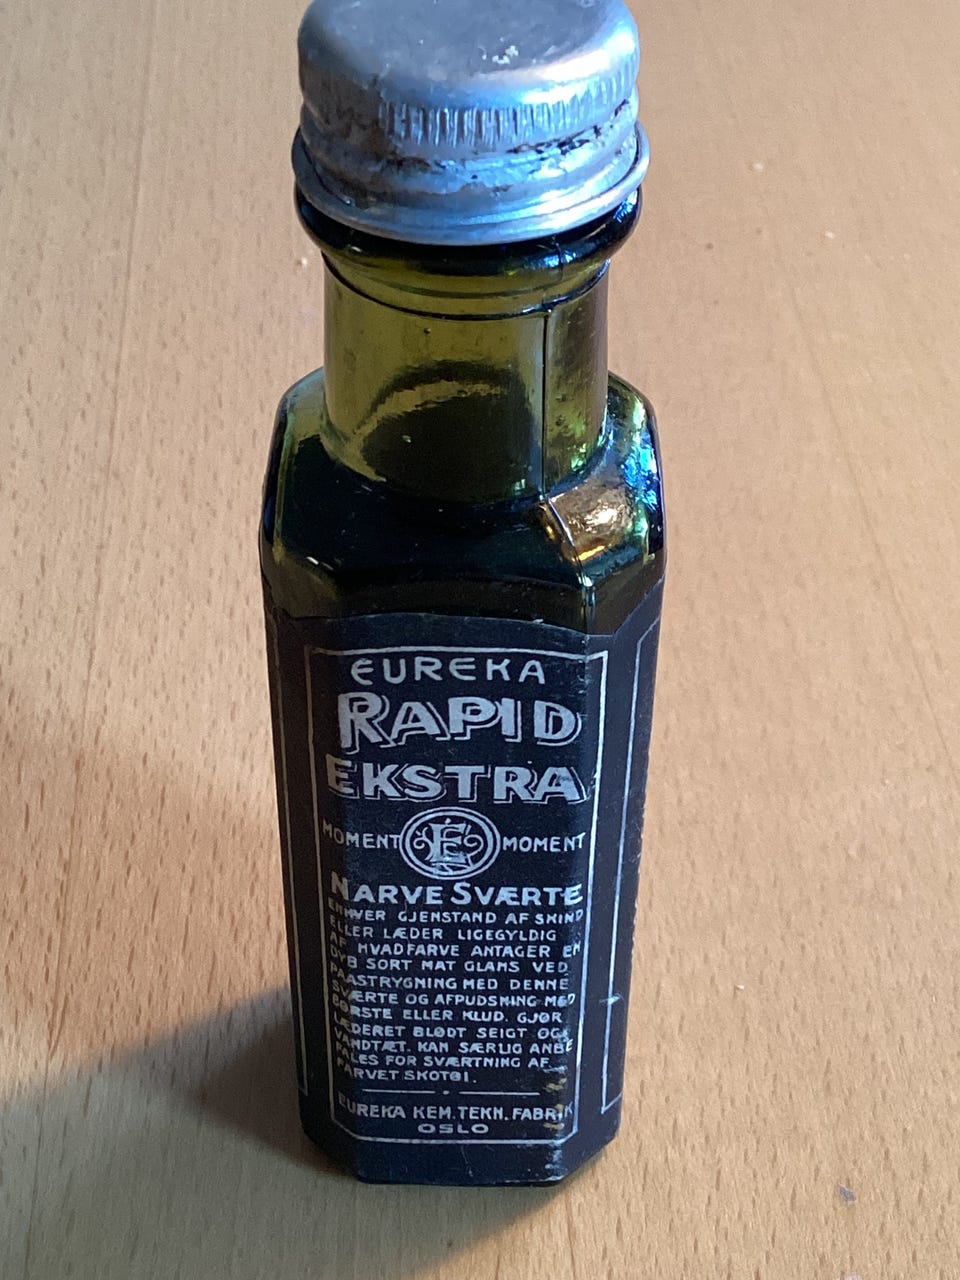 EUREKA
RAPID
EKSTRA
MOMENT E MOMENT
NARVE SVÆRTE
ENHVER GJENSTAND AF SKIND
ELLER LÆDER LIGEGYLDIG
AF HVADFARVE ANTAGER EN
DYB SORT MAT GLANS VED
PAASTRYGNING MED DENNE
SVÆRTE OG AFPUDSNING MED
BØRSTE ELLER KLUD. GJØR
LÆDERET BLØDT SEIGT OG
VANDTÆT. KAN SÆRLIG ANBE
FALES FOR SVÆRTNING AF
FARVET SKOTØI.
EUREKA KEM. TEKN. FABRIK
OSLO